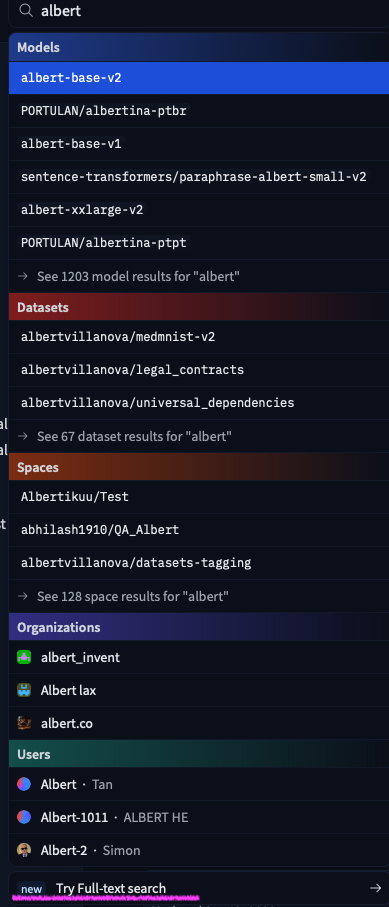 albert
Models
albert-base-v2
PORTULAN/albertina-ptbr
albert-base-v1
sentence-transformers/paraphrase-albert-small-v2
albert-xxlarge-v2
PORTULAN/albertina-ptpt
→ See 1203 model results for "albert"
Datasets
albertvillanova/medmnist-v2
albertvillanova/legal_contracts
albertvillanova/universal_dependencies
al
→ See 67 dataset results for "albert"
al
Spaces
Albertikuu/Test
st
abhilash1910/QA_Albert
albertvillanova/datasets-tagging
→ See 128 space results for "albert"
Organizations
albert_invent
Albert lax
albert.co
Users
Albert · Tan
Albert-1011 · ALBERT HE
Albert-2 · Simon
new Try Full-text search →